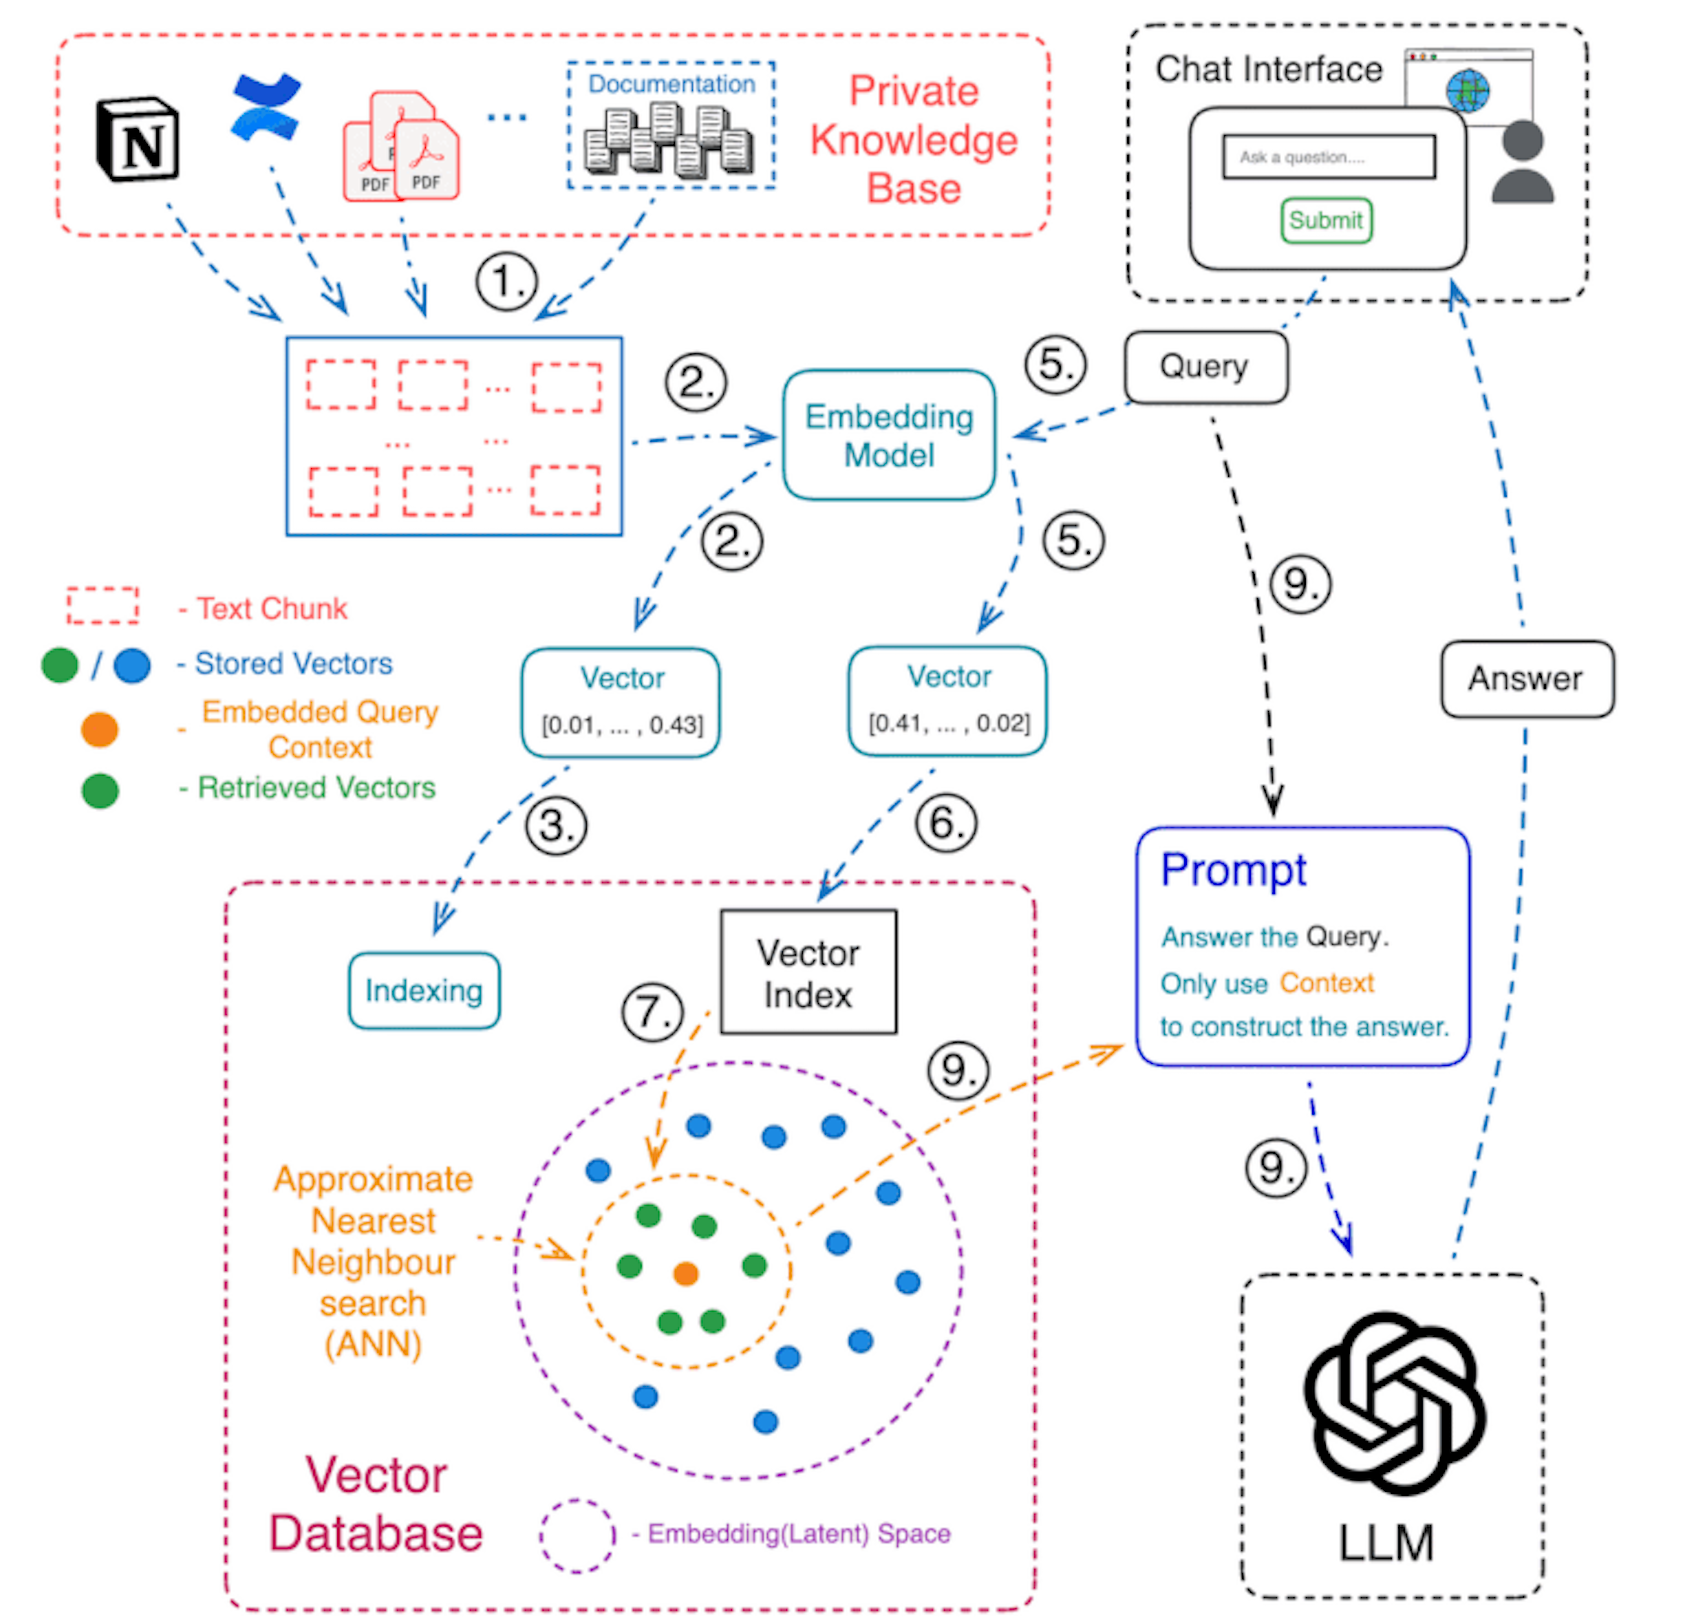 Documentation
Private
Knowledge
Base
N
PDF
PDF
P
...
Chat Interface
Ask a question....
Submit
1.
2.
5.
Query
Embedding
Model
...
...
...
...
2.
5.
9.
- Text Chunk
/ - Stored Vectors
- Embedded Query
Context
- Retrieved Vectors
Vector
[0.01, ... , 0.43]
Vector
[0.41, ... , 0.02]
Answer
3.
6.
Prompt
Answer the Query.
Only use Context
to construct the answer.
Indexing
Vector
Index
7.
9.
9.
Approximate
Nearest
Neighbour
search
(ANN)
Vector
Database
- Embedding(Latent) Space
LLM